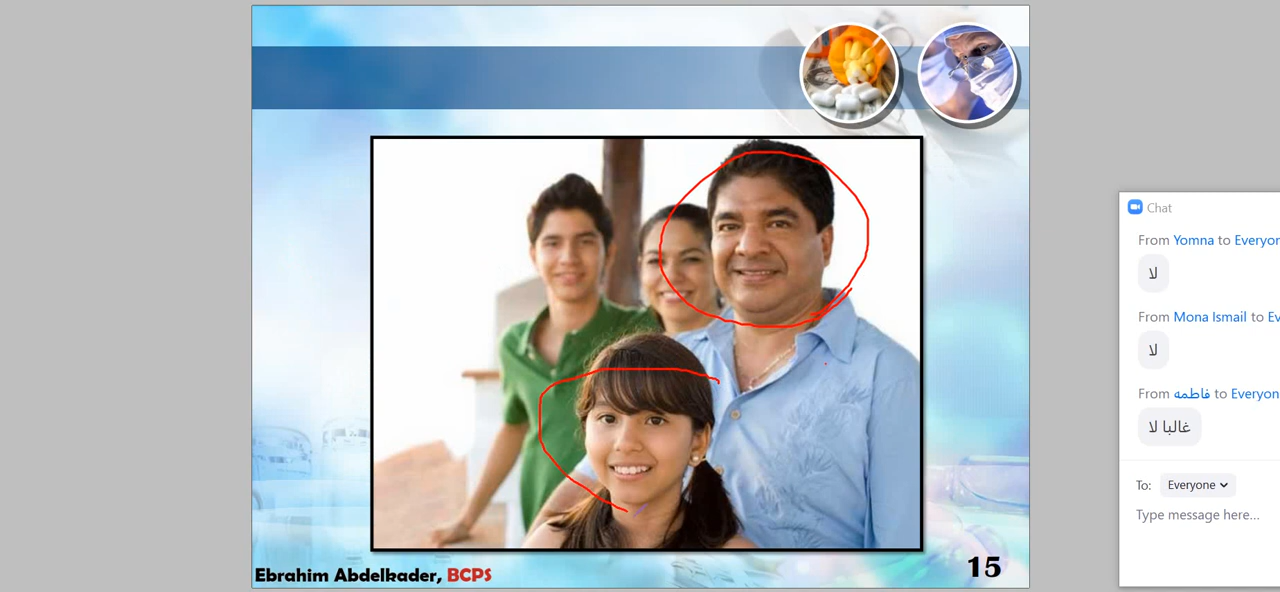 Ebrahim Abdelkader, BCPS
15
Chat
From Yomna to Everyor
لا
From Mona Ismail to Ev
لا
From فاطمه to Everyon
غالبا لا
To: Everyone
Type message here...